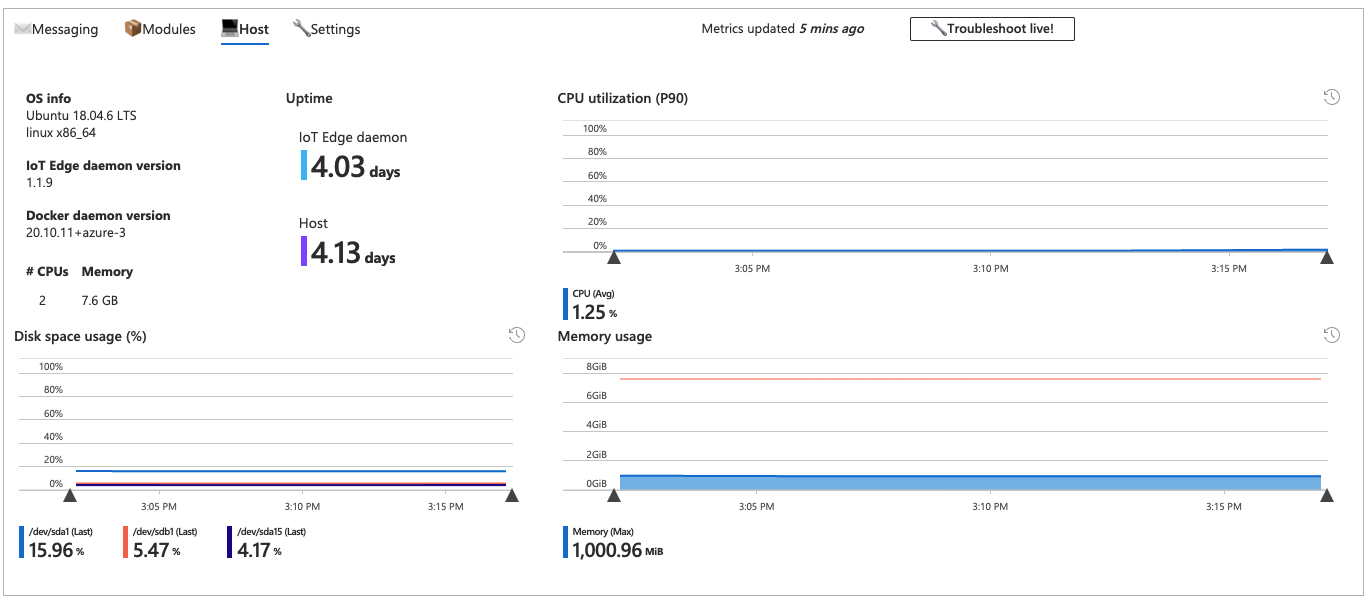 ✉️Messaging 📦Modules 💻Host 🔧Settings
Metrics updated 5 mins ago
🔧Troubleshoot live!
OS info
Ubuntu 18.04.6 LTS
linux x86_64
IoT Edge daemon version
1.1.9
Docker daemon version
20.10.11+azure-3
# CPUs Memory
2 7.6 GB
Uptime
IoT Edge daemon
4.03 days
Host
4.13 days
CPU utilization (P90)
100%
80%
60%
40%
20%
0%
3:05 PM 3:10 PM 3:15 PM
CPU (Avg)
1.25 %
Disk space usage (%)
100%
80%
60%
40%
20%
0%
3:05 PM 3:10 PM 3:15 PM
/dev/sda1 (Last) /dev/sdb1 (Last) /dev/sda15 (Last)
15.96 % 5.47 % 4.17 %
Memory usage
8GiB
6GiB
4GiB
2GiB
0GiB
3:05 PM 3:10 PM 3:15 PM
Memory (Max)
1,000.96 MiB